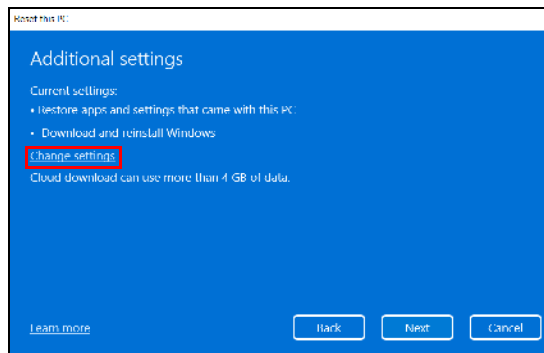 Reset this PC
Additional settings
Current settings:
• Restore apps and settings that came with this PC
• Download and reinstall Windows
Change settings
Cloud download can use more than 4 GB of data.
Learn more
Back
Next
Cancel